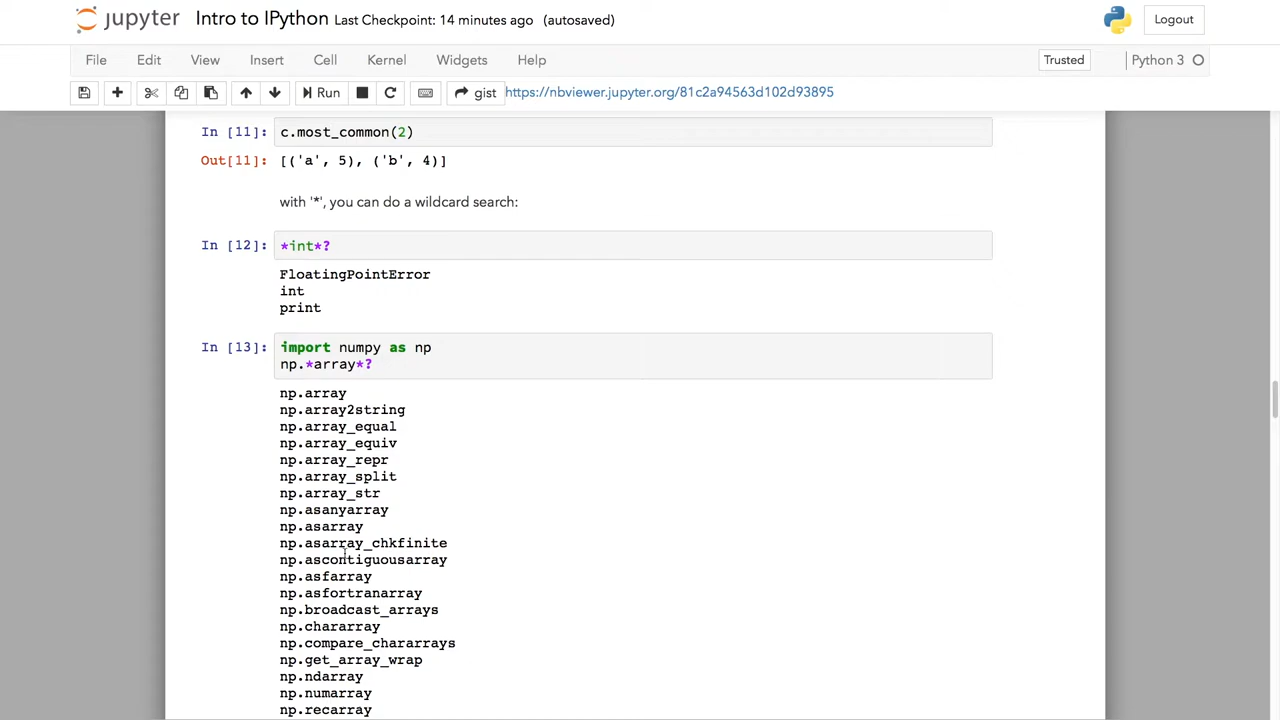 jupyter Intro to IPython Last Checkpoint: 14 minutes ago (autosaved) Logout
File Edit View Insert Cell Kernel Widgets Help Trusted Python 3
Run gist https://nbviewer.jupyter.org/81c2a94563d102d93895
In [11]: c.most_common(2)
Out[11]: [('a', 5), ('b', 4)]
with '*', you can do a wildcard search:
In [12]: *int*?
FloatingPointError
int
print
In [13]: import numpy as np
np.*array*?
np.array
np.array2string
np.array_equal
np.array_equiv
np.array_repr
np.array_split
np.array_str
np.asanyarray
np.asarray
np.asarray_chkfinite
np.ascontiguousarray
np.asfarray
np.asfortranarray
np.broadcast_arrays
np.chararray
np.compare_chararrays
np.get_array_wrap
np.ndarray
np.numarray
np.recarray